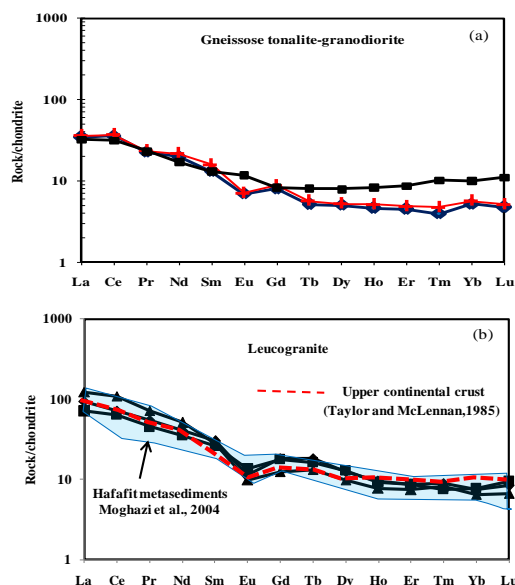 (a)
Gneissose tonalite-granodiorite
1000
100
10
1
Rock/chondrite
La Ce Pr Nd Sm Eu Gd Tb Dy Ho Er Tm Yb Lu
(b)
Leucogranite
1000
100
10
1
Rock/chondrite
Upper continental crust
(Taylor and McLennan,1985)
Hafafit metasediments
Moghazi et al., 2004
La Ce Pr Nd Sm Eu Gd Tb Dy Ho Er Tm Yb Lu